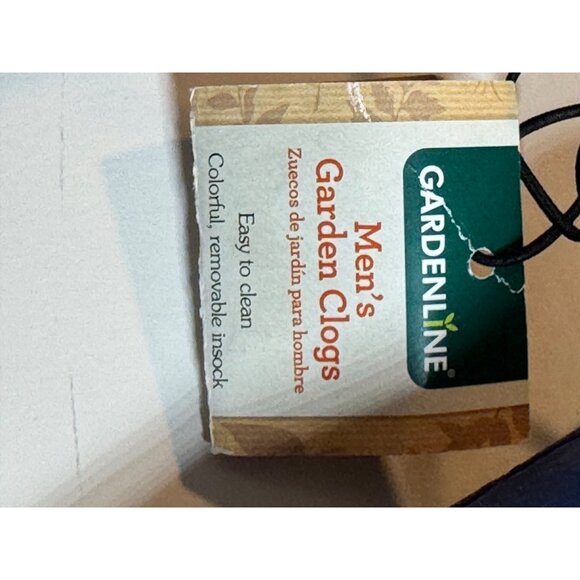 GARDENLINE®
Men's
Garden Clogs
Zuecos de jardín para hombre
Easy to clean
Colorful, removable insock